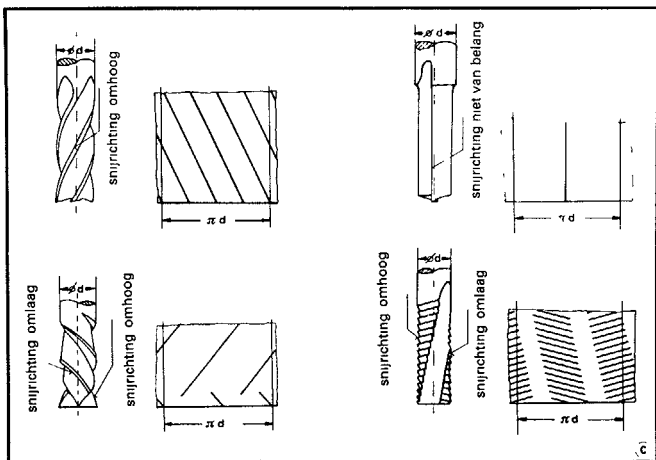 Ød
snijrichting omhoog
πd
Ød
snijrichting niet van belang
d
Ød
snijrichting omlaag
snijrichting omhoog
πd
Ød
snijrichting omhoog
snijrichting omlaag
πd
c